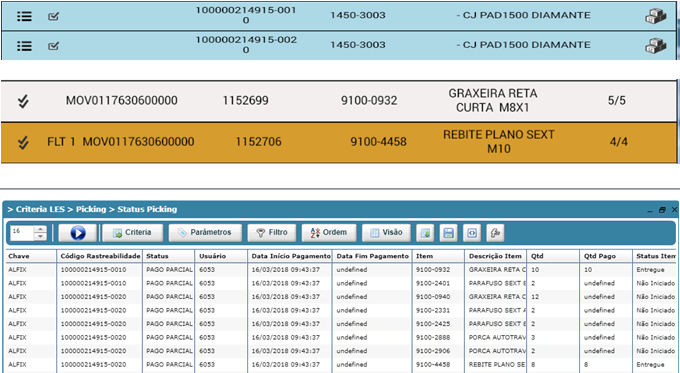 100000214915-001
0 1450-3003 - CJ PAD1500 DIAMANTE
100000214915-002
0 1450-3003 - CJ PAD1500 DIAMANTE
MOV0117630600000 1152699 9100-0932 GRAXEIRA RETA
CURTA M8X1 5/5
FLT 1 MOV0117630600000 1152706 9100-4458 REBITE PLANO SEXT
M10 4/4
> Criteria LES > Picking > Status Picking
16 Criteria Parâmetros Filtro Ordem Visão
Chave Código Rastreabilidade Status Usuário Data Início Pagamento Data Fim Pagamento Item Descrição Item Qtd Qtd Pago Status Item
ALFIX 100000214915-0010 PAGO PARCIAL 6053 16/03/2018 09:43:37 undefined 9100-0932 GRAXEIRA RETA C 10 10 Entregue
ALFIX 100000214915-0010 PAGO PARCIAL 6053 16/03/2018 09:43:37 undefined 9100-2401 PARAFUSO SEXT E 2 undefined Não Iniciado
ALFIX 100000214915-0020 PAGO PARCIAL 6053 16/03/2018 09:43:37 undefined 9100-0940 GRAXEIRA RETA C 12 undefined Não Iniciado
ALFIX 100000214915-0020 PAGO PARCIAL 6053 16/03/2018 09:43:37 undefined 9100-2331 PARAFUSO SEXT A 2 undefined Não Iniciado
ALFIX 100000214915-0020 PAGO PARCIAL 6053 16/03/2018 09:43:37 undefined 9100-2425 PARAFUSO SEXT E 2 undefined Não Iniciado
ALFIX 100000214915-0020 PAGO PARCIAL 6053 16/03/2018 09:43:37 undefined 9100-2888 PORCA AUTOTRAV 3 undefined Não Iniciado
ALFIX 100000214915-0020 PAGO PARCIAL 6053 16/03/2018 09:43:37 undefined 9100-2906 PORCA AUTOTRAV 2 undefined Não Iniciado
ALFIX 100000214915-0020 PAGO PARCIAL 6053 16/03/2018 09:43:37 undefined 9100-4458 REBITE PLANO SE 8 8 Entregue